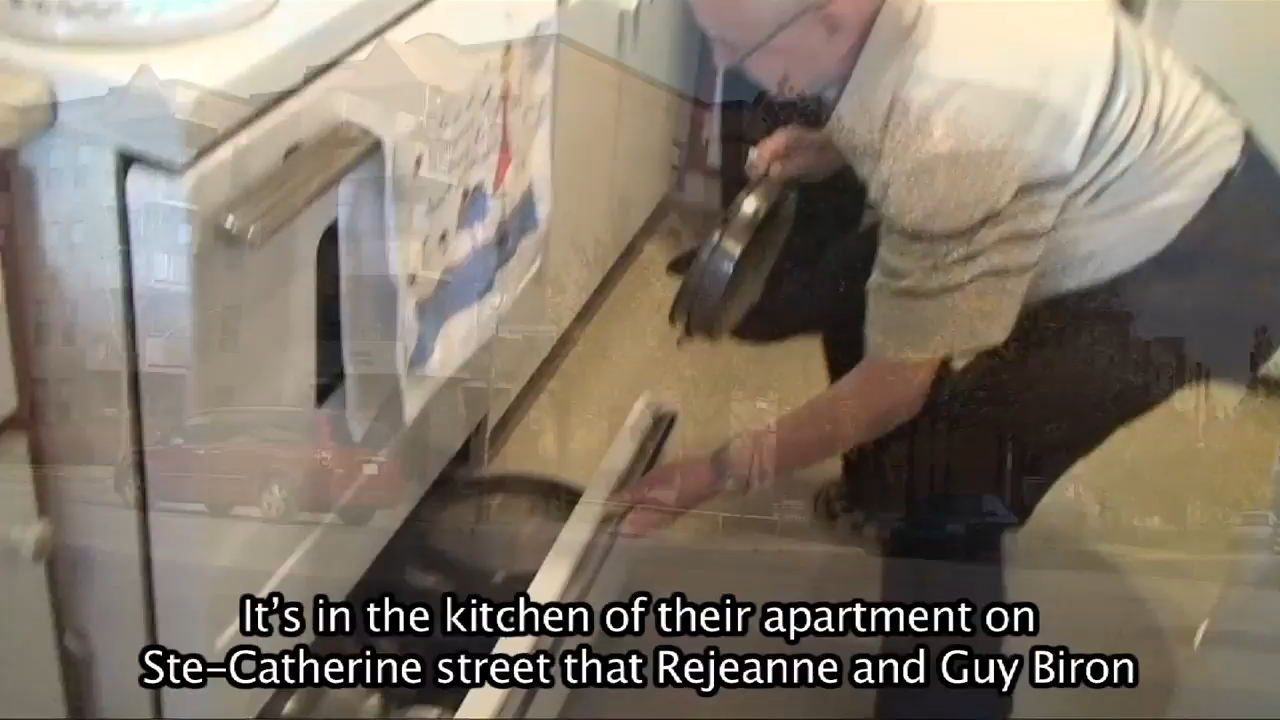 It's in the kitchen of their apartment on
Ste-Catherine street that Rejeanne and Guy Biron